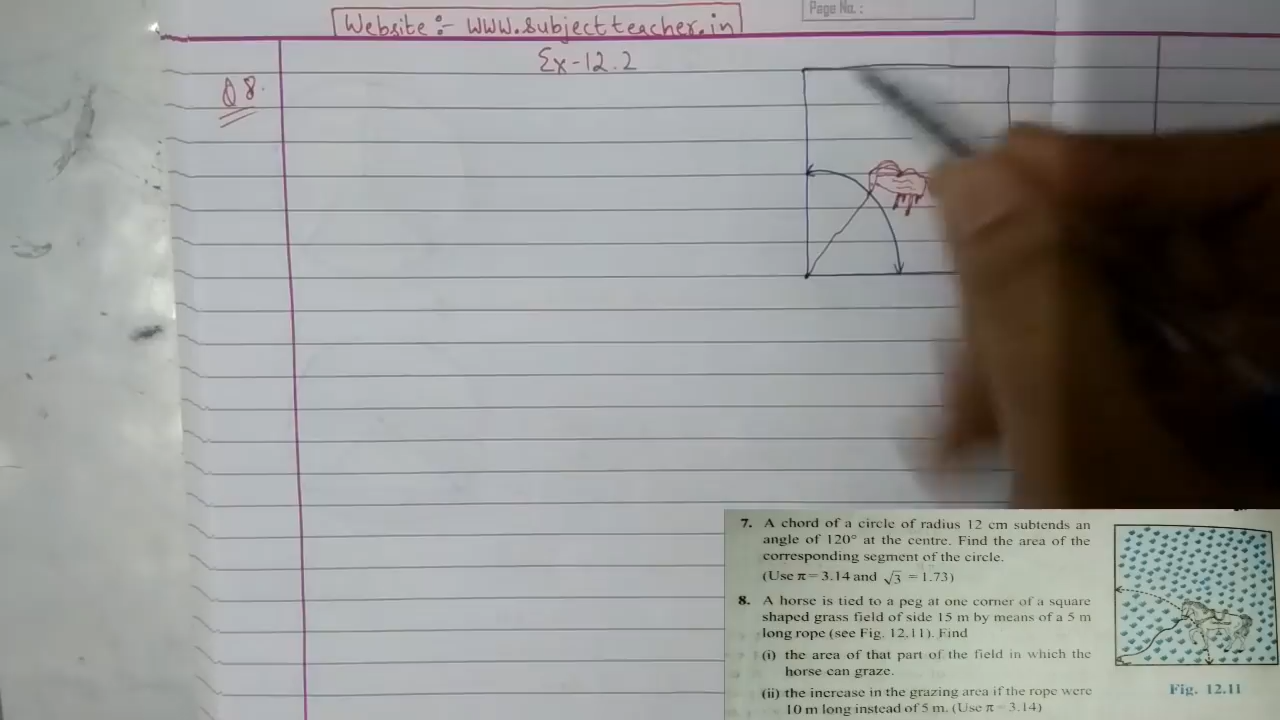 Page No. :
Website :- www.subjectteacher.in
Ex-12.2
Q8.
7. A chord of a circle of radius 12 cm subtends an
angle of 120° at the centre. Find the area of the
corresponding segment of the circle.
(Use π = 3.14 and √3 = 1.73)
8. A horse is tied to a peg at one corner of a square
shaped grass field of side 15 m by means of a 5 m
long rope (see Fig. 12.11). Find
(i) the area of that part of the field in which the
horse can graze.
(ii) the increase in the grazing area if the rope were
10 m long instead of 5 m. (Use π = 3.14)
Fig. 12.11